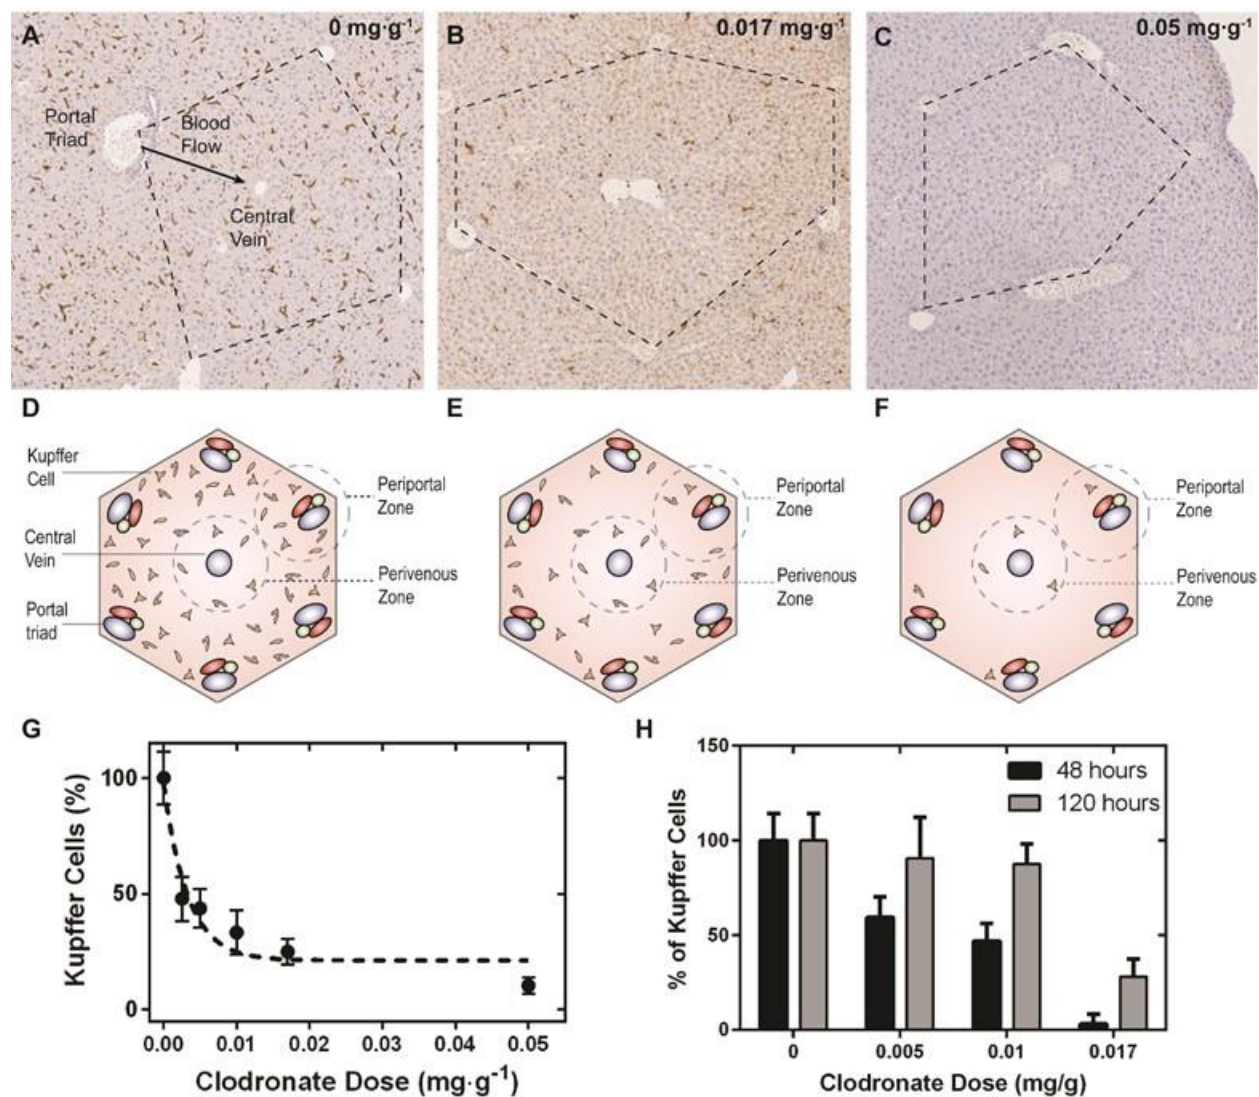 A
0 mg·g⁻¹
Portal
Triad
Blood
Flow
Central
Vein
B
0.017 mg·g⁻¹
C
0.05 mg·g⁻¹
D
Kupffer
Cell
Central
Vein
Portal
triad
Periportal
Zone
Perivenous
Zone
E
Periportal
Zone
Perivenous
Zone
F
Periportal
Zone
Perivenous
Zone
G
Kupffer Cells (%)
100
50
0
0.00 0.01 0.02 0.03 0.04 0.05
Clodronate Dose (mg·g⁻¹)
H
% of Kupffer Cells
150
100
50
0
48 hours
120 hours
0 0.005 0.01 0.017
Clodronate Dose (mg/g)